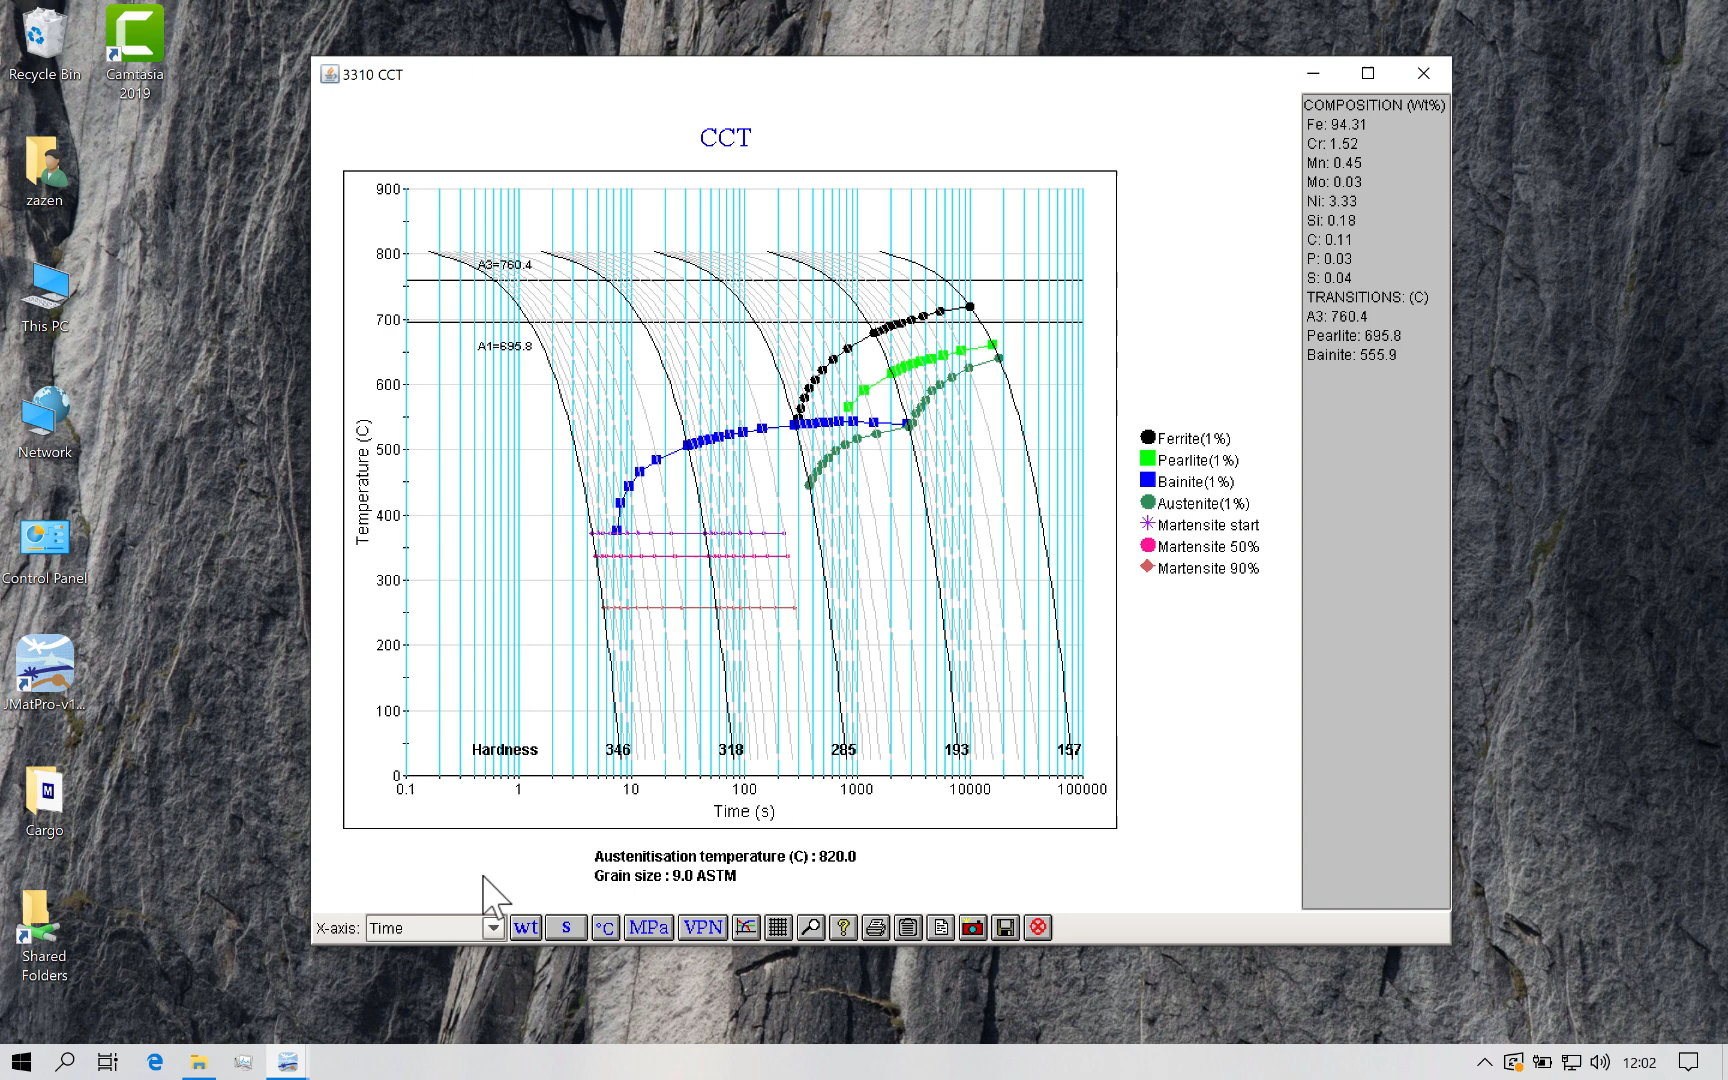 Recycle Bin
Camtasia
2019
zazen
This PC
Network
Control Panel
JMatPro-v1...
Cargo
Shared
Folders
3310 CCT
CCT
900
800
700
600
500
400
300
200
100
0
Temperature (C)
A3=760.4
A1=695.8
Hardness 346 318 285 193 157
0.1 1 10 100 1000 10000 100000
Time (s)
Ferrite(1%)
Pearlite(1%)
Bainite(1%)
Austenite(1%)
Martensite start
Martensite 50%
Martensite 90%
Austenitisation temperature (C) : 820.0
Grain size : 9.0 ASTM
COMPOSITION (Wt%)
Fe: 94.31
Cr: 1.52
Mn: 0.45
Mo: 0.03
Ni: 3.33
Si: 0.18
C: 0.11
P: 0.03
S: 0.04
TRANSITIONS: (C)
A3: 760.4
Pearlite: 695.8
Bainite: 555.9
X-axis: Time wt s °C MPa VPN ?
12:02